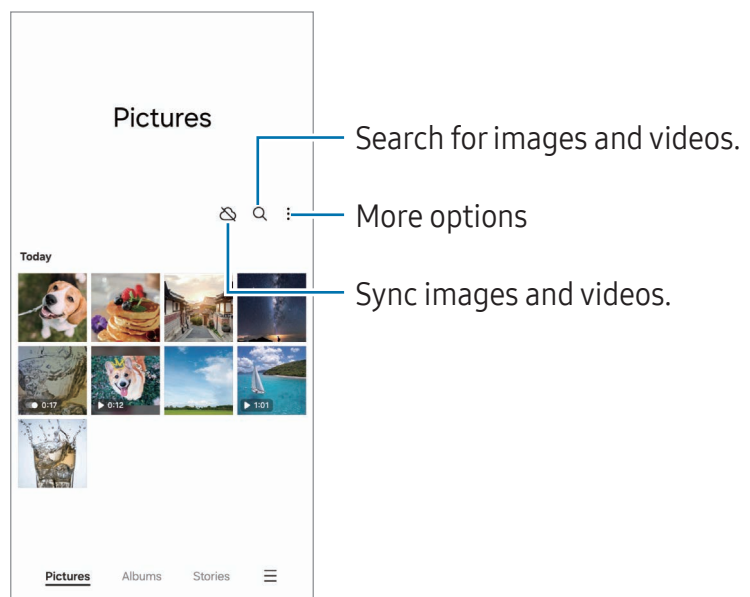 Pictures
Search for images and videos.
More options
Sync images and videos.
Today
0:17
0:12
1:01
Pictures Albums Stories